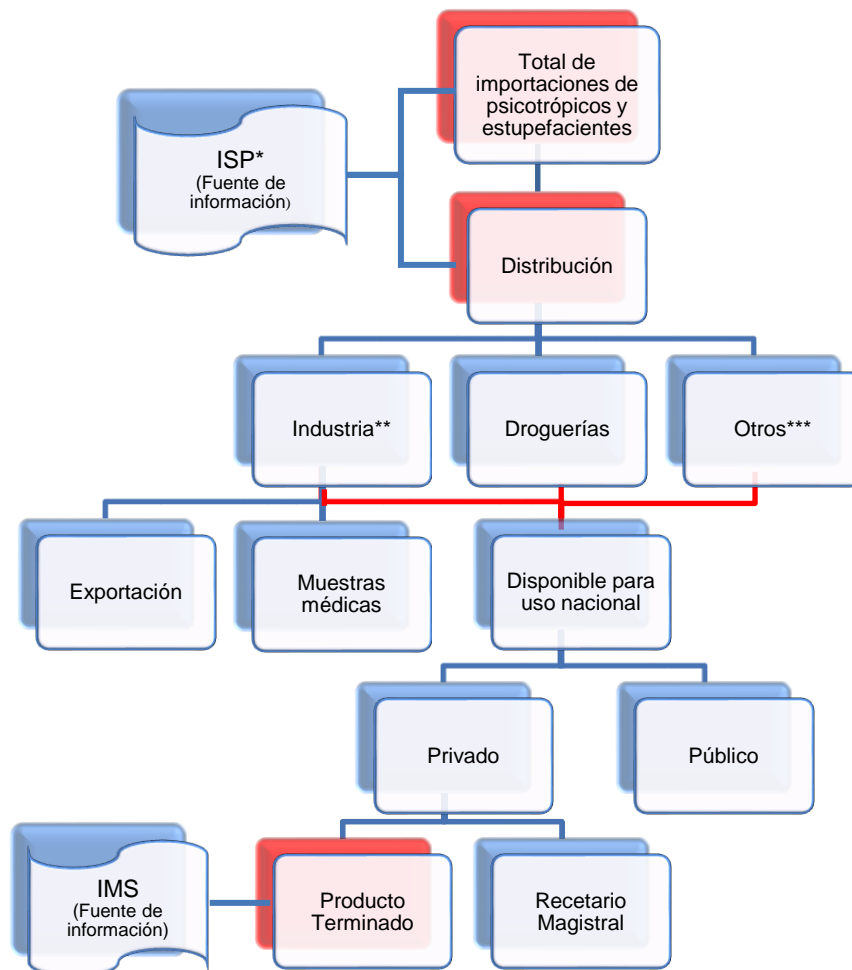 Total de
importaciones de
psicotrópicos y
estupefacientes
ISP*
(Fuente de
información)
Distribución
Industria**
Droguerías
Otros***
Exportación
Muestras
médicas
Disponible para
uso nacional
Privado
Público
IMS
(Fuente de
información)
Producto
Terminado
Recetario
Magistral